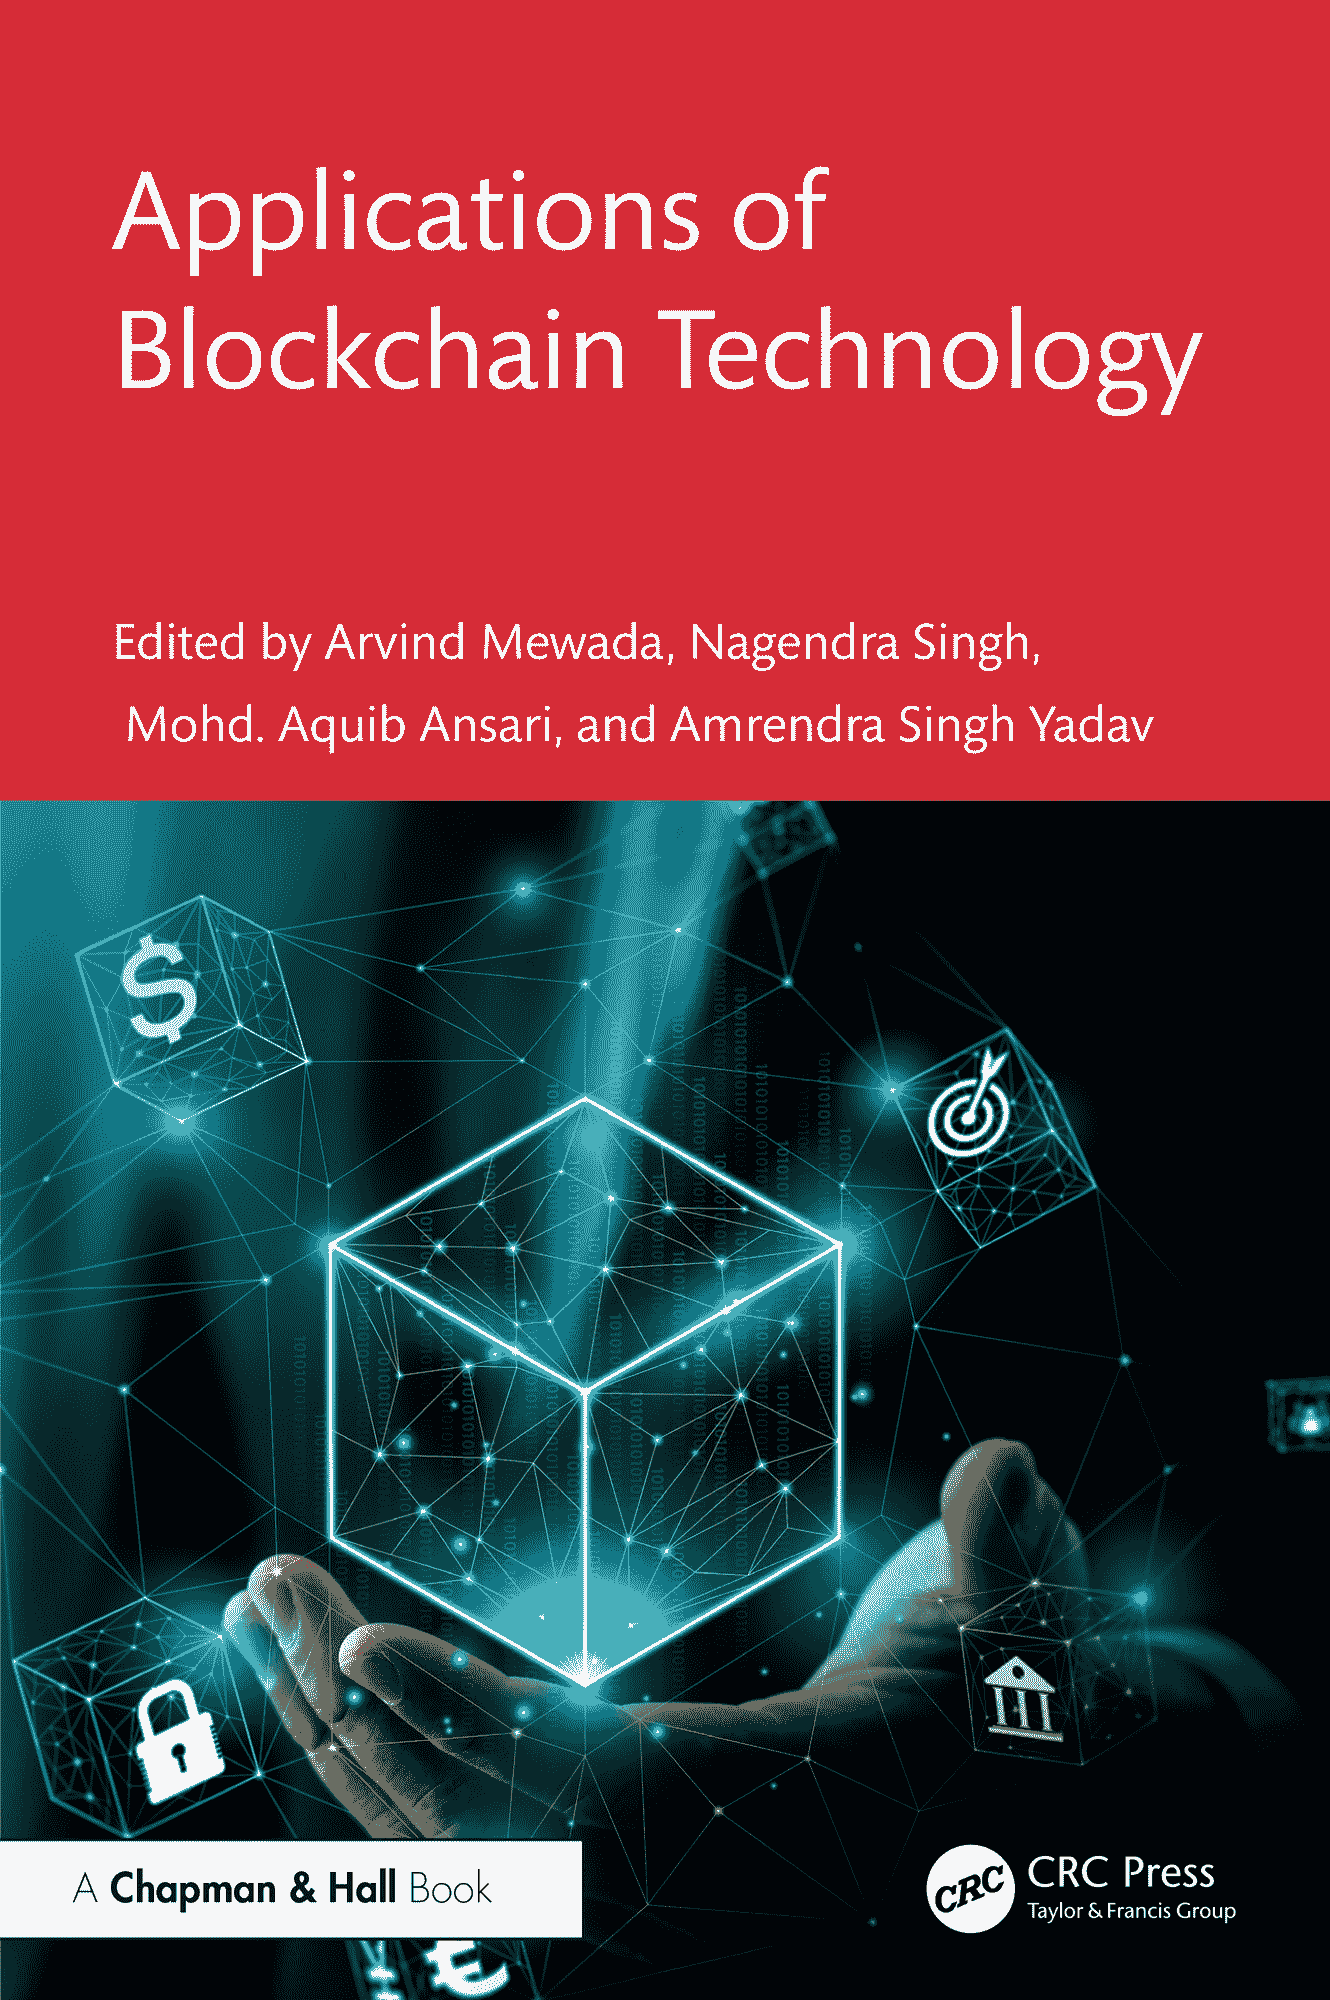 Applications of
Blockchain Technology
Edited by Arvind Mewada, Nagendra Singh,
Mohd. Aquib Ansari, and Amrendra Singh Yadav
$
A Chapman & Hall Book
CRC
CRC Press
Taylor & Francis Group
€